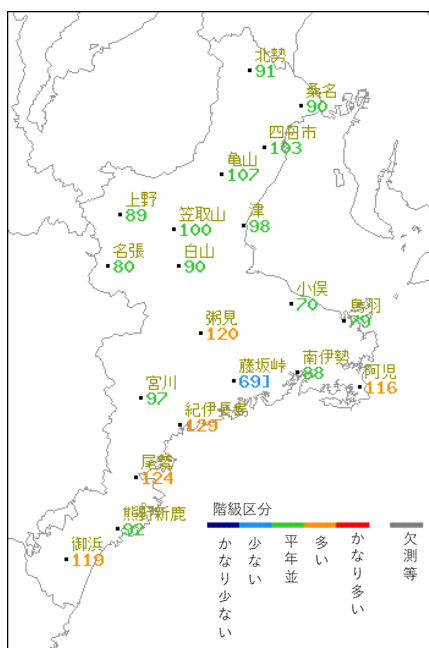 北勢
91
桑名
90
四日市
103
亀山
107
上野
89
笠取山
100
津
98
名張
80
白山
90
小俣
70
鳥羽
79
粥見
120
藤坂峠
69]
南伊勢
88
阿児
116
宮川
97
紀伊長島
129
尾鷲
124
熊野新鹿
92
御浜
119
階級区分
かなり少ない
少ない
平年並
多い
かなり多い
欠測等